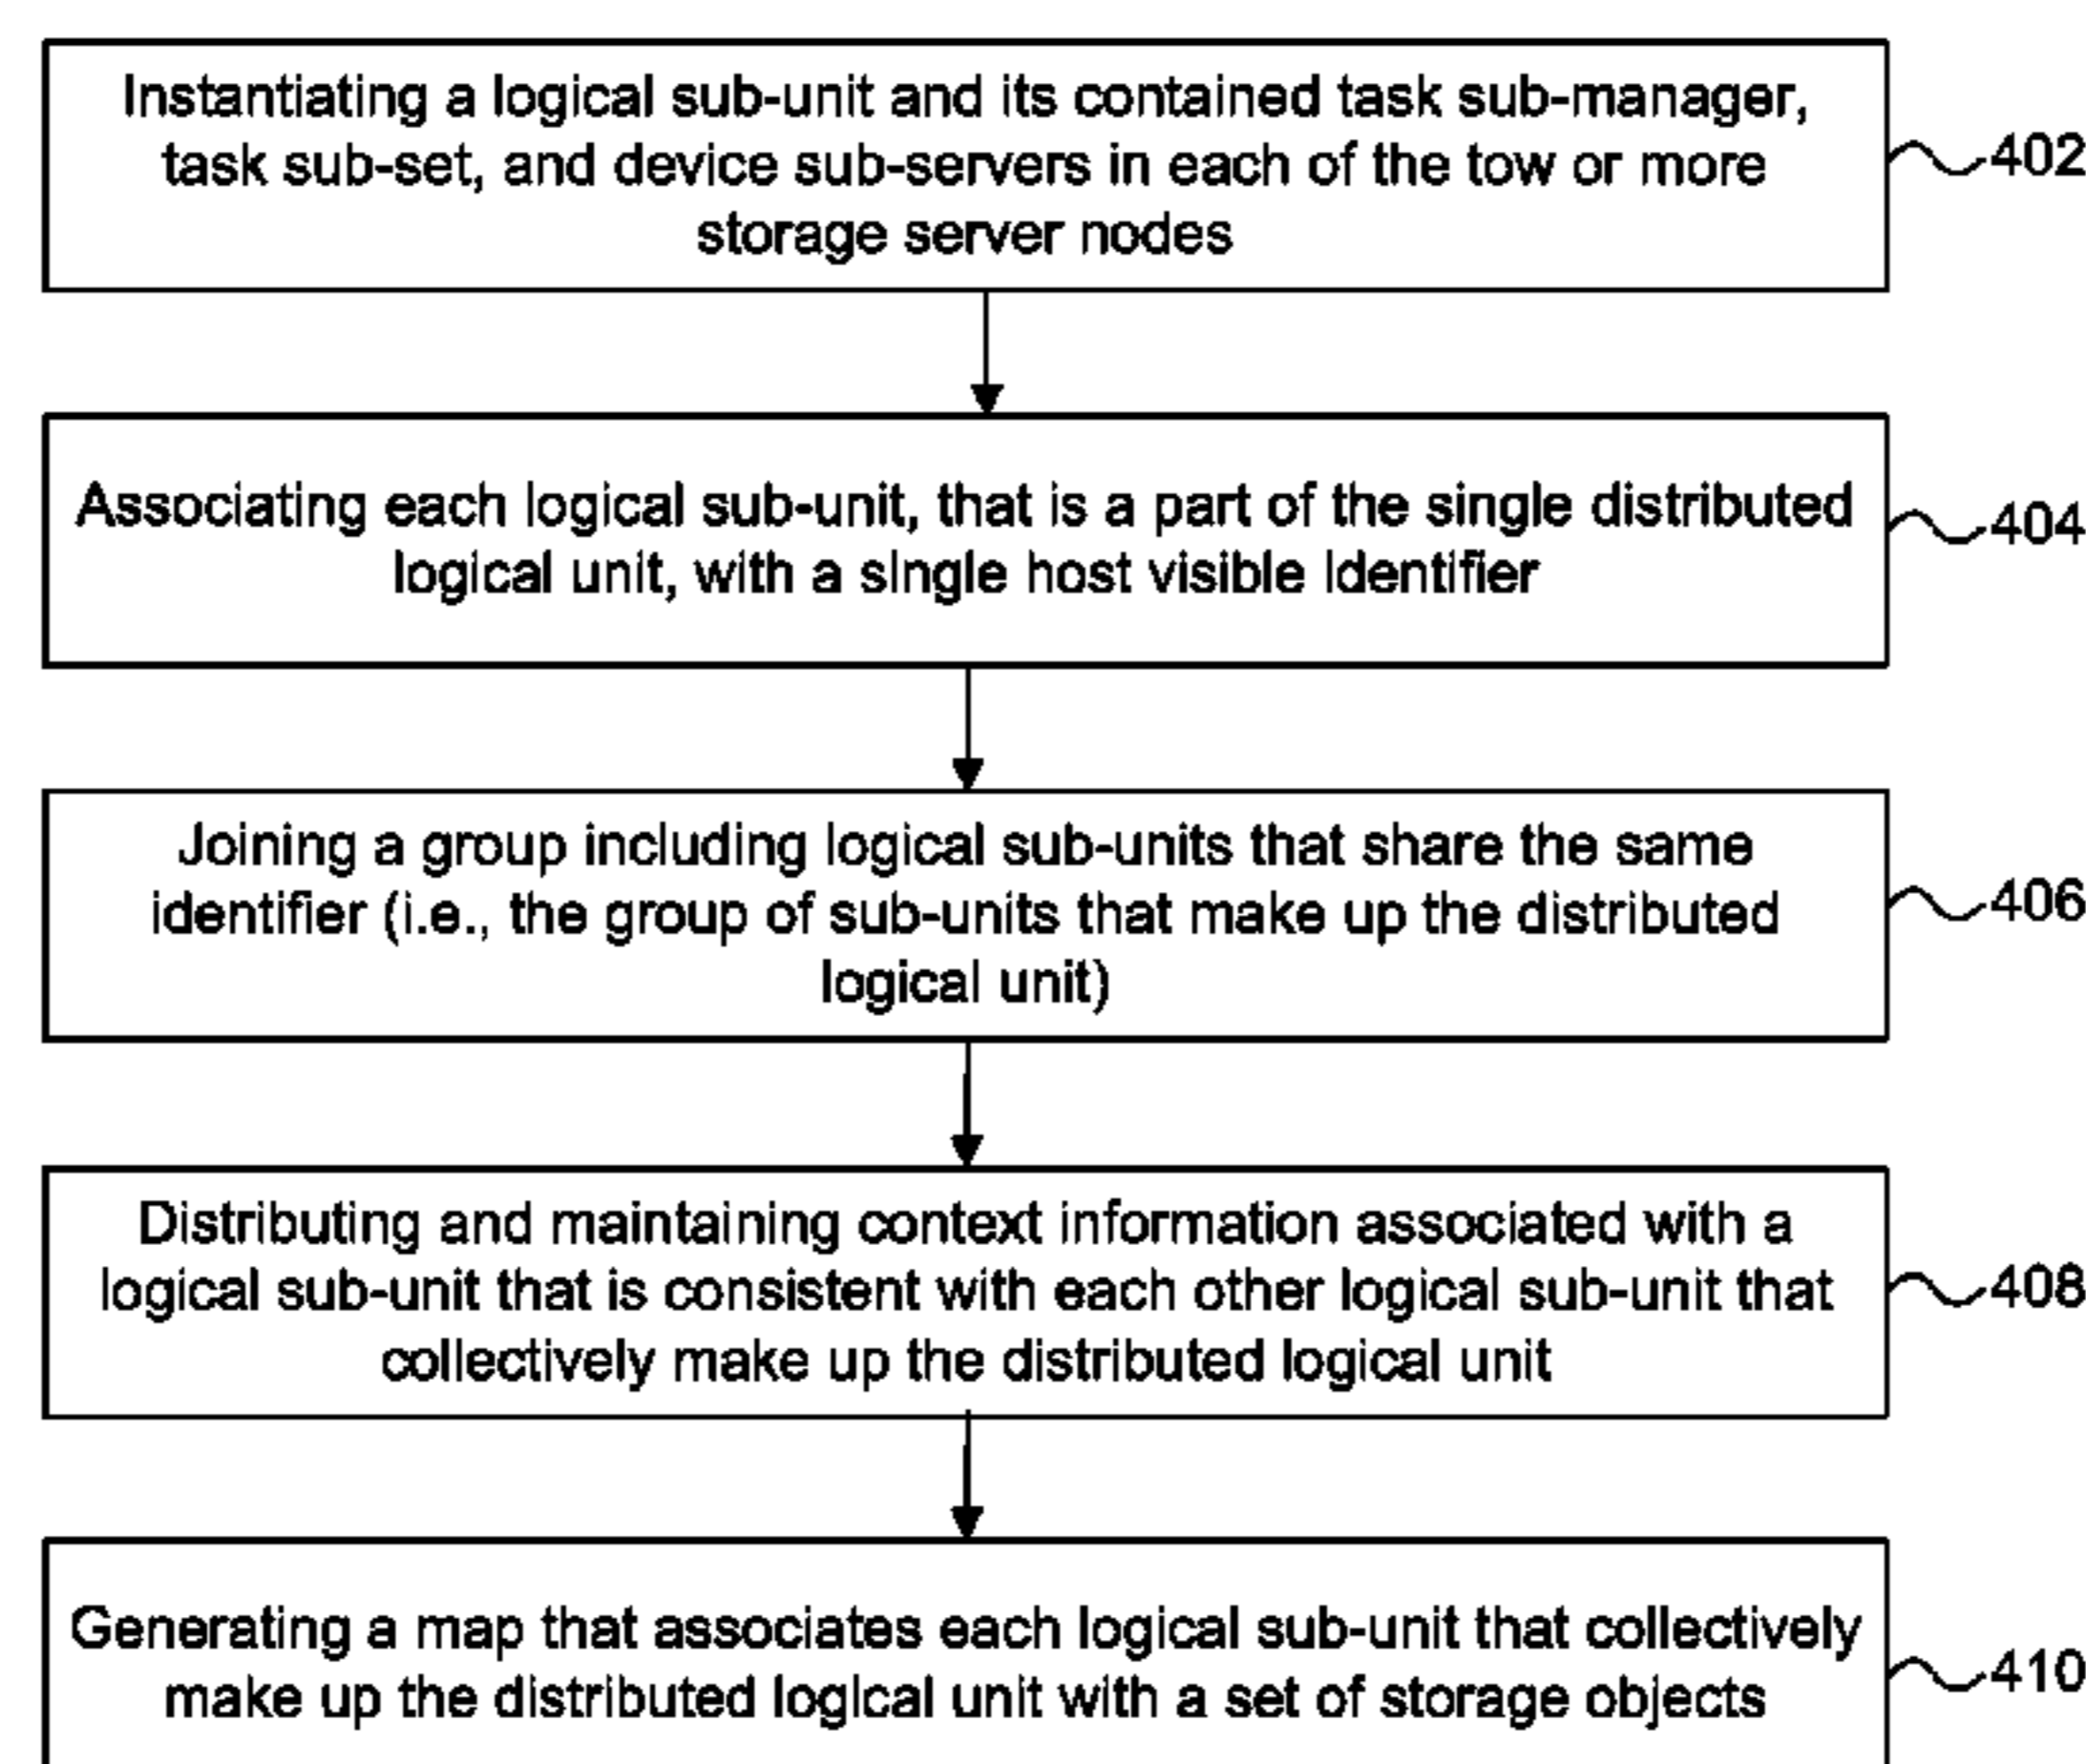 Instantiating a logical sub-unit and its contained task sub-manager,
task sub-set, and device sub-servers in each of the tow or more
storage server nodes
402
Associating each logical sub-unit, that is a part of the single distributed
logical unit, with a single host visible identifier
404
Joining a group including logical sub-units that share the same
identifier (i.e., the group of sub-units that make up the distributed
logical unit)
406
Distributing and maintaining context information associated with a
logical sub-unit that is consistent with each other logical sub-unit that
collectively make up the distributed logical unit
408
Generating a map that associates each logical sub-unit that collectively
make up the distributed logical unit with a set of storage objects
410